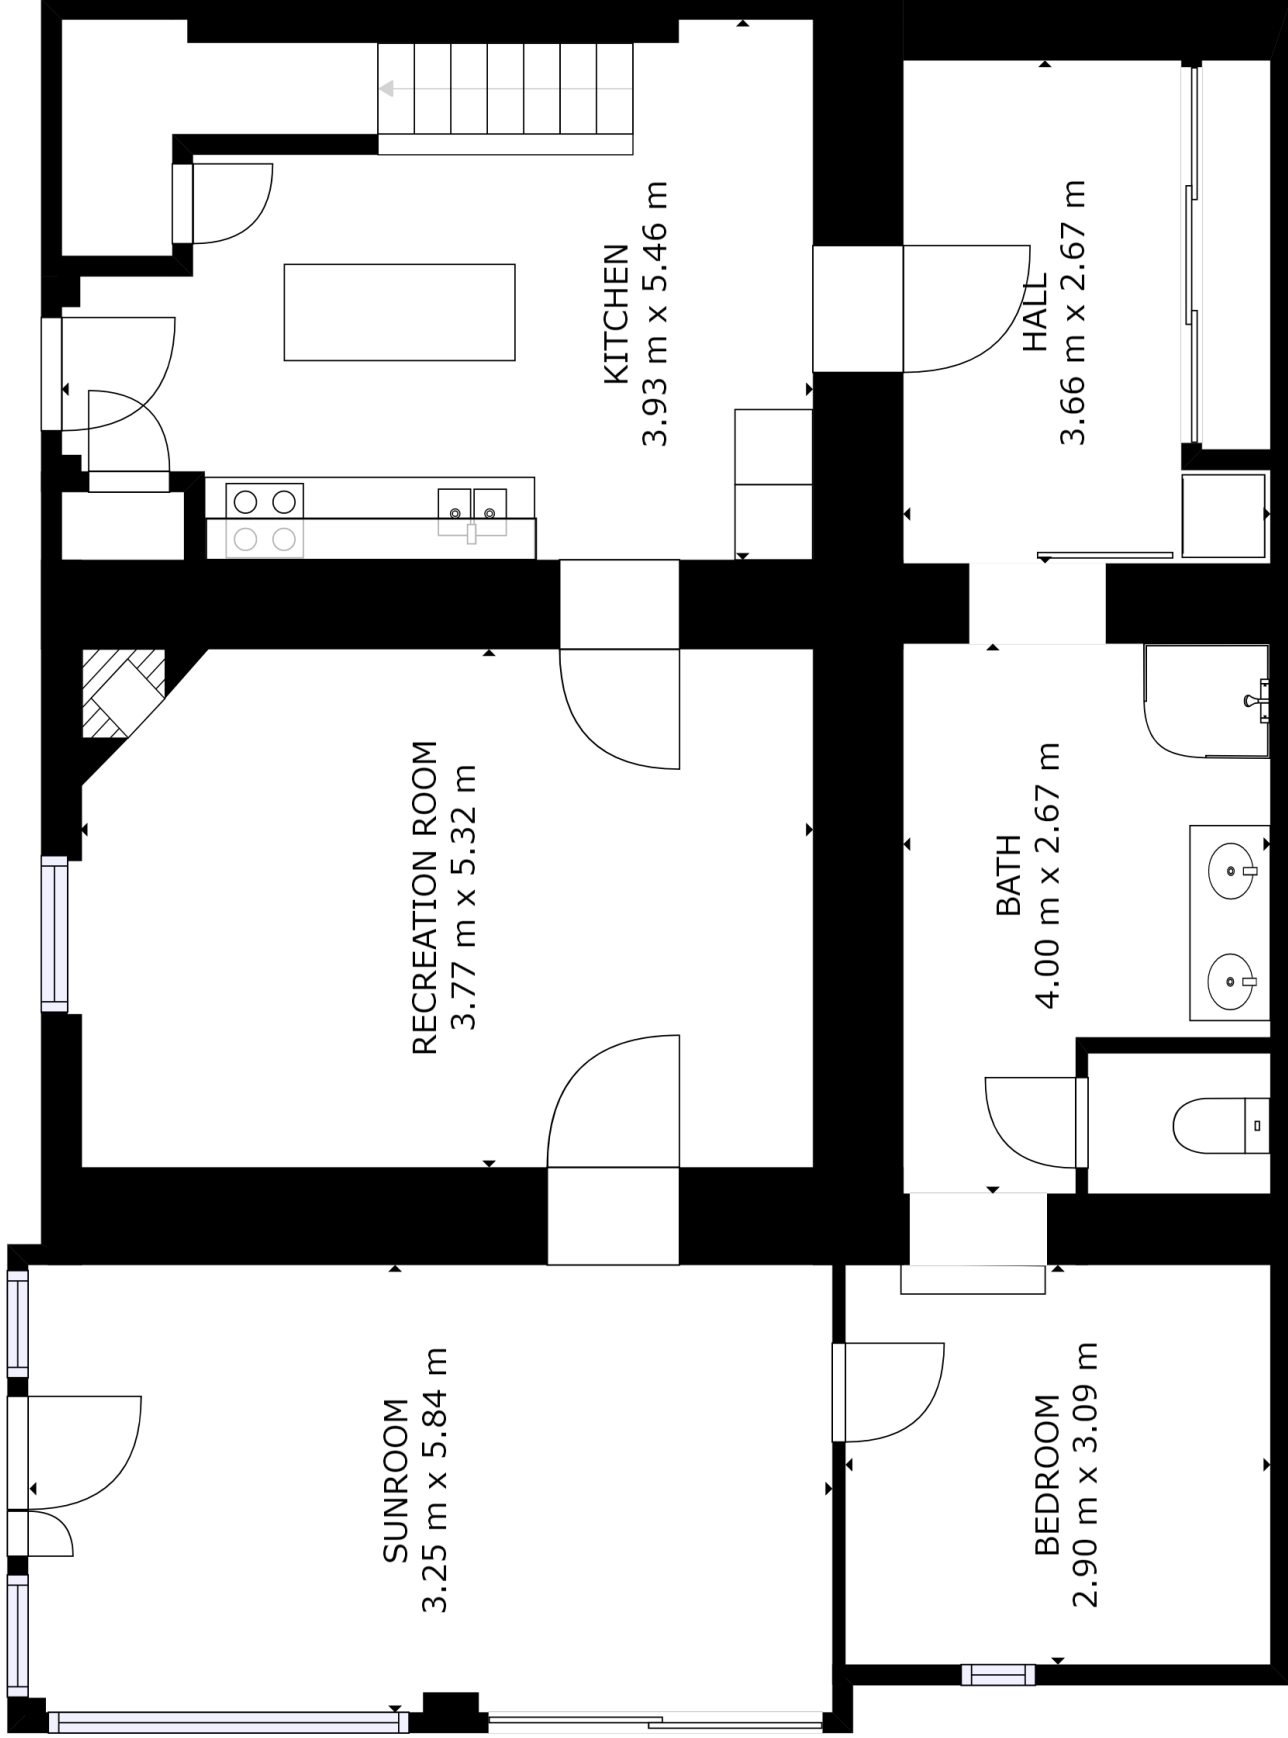 KITCHEN
3.93 m x 5.46 m
HALL
3.66 m x 2.67 m
RECREATION ROOM
3.77 m x 5.32 m
BATH
4.00 m x 2.67 m
SUNROOM
3.25 m x 5.84 m
BEDROOM
2.90 m x 3.09 m